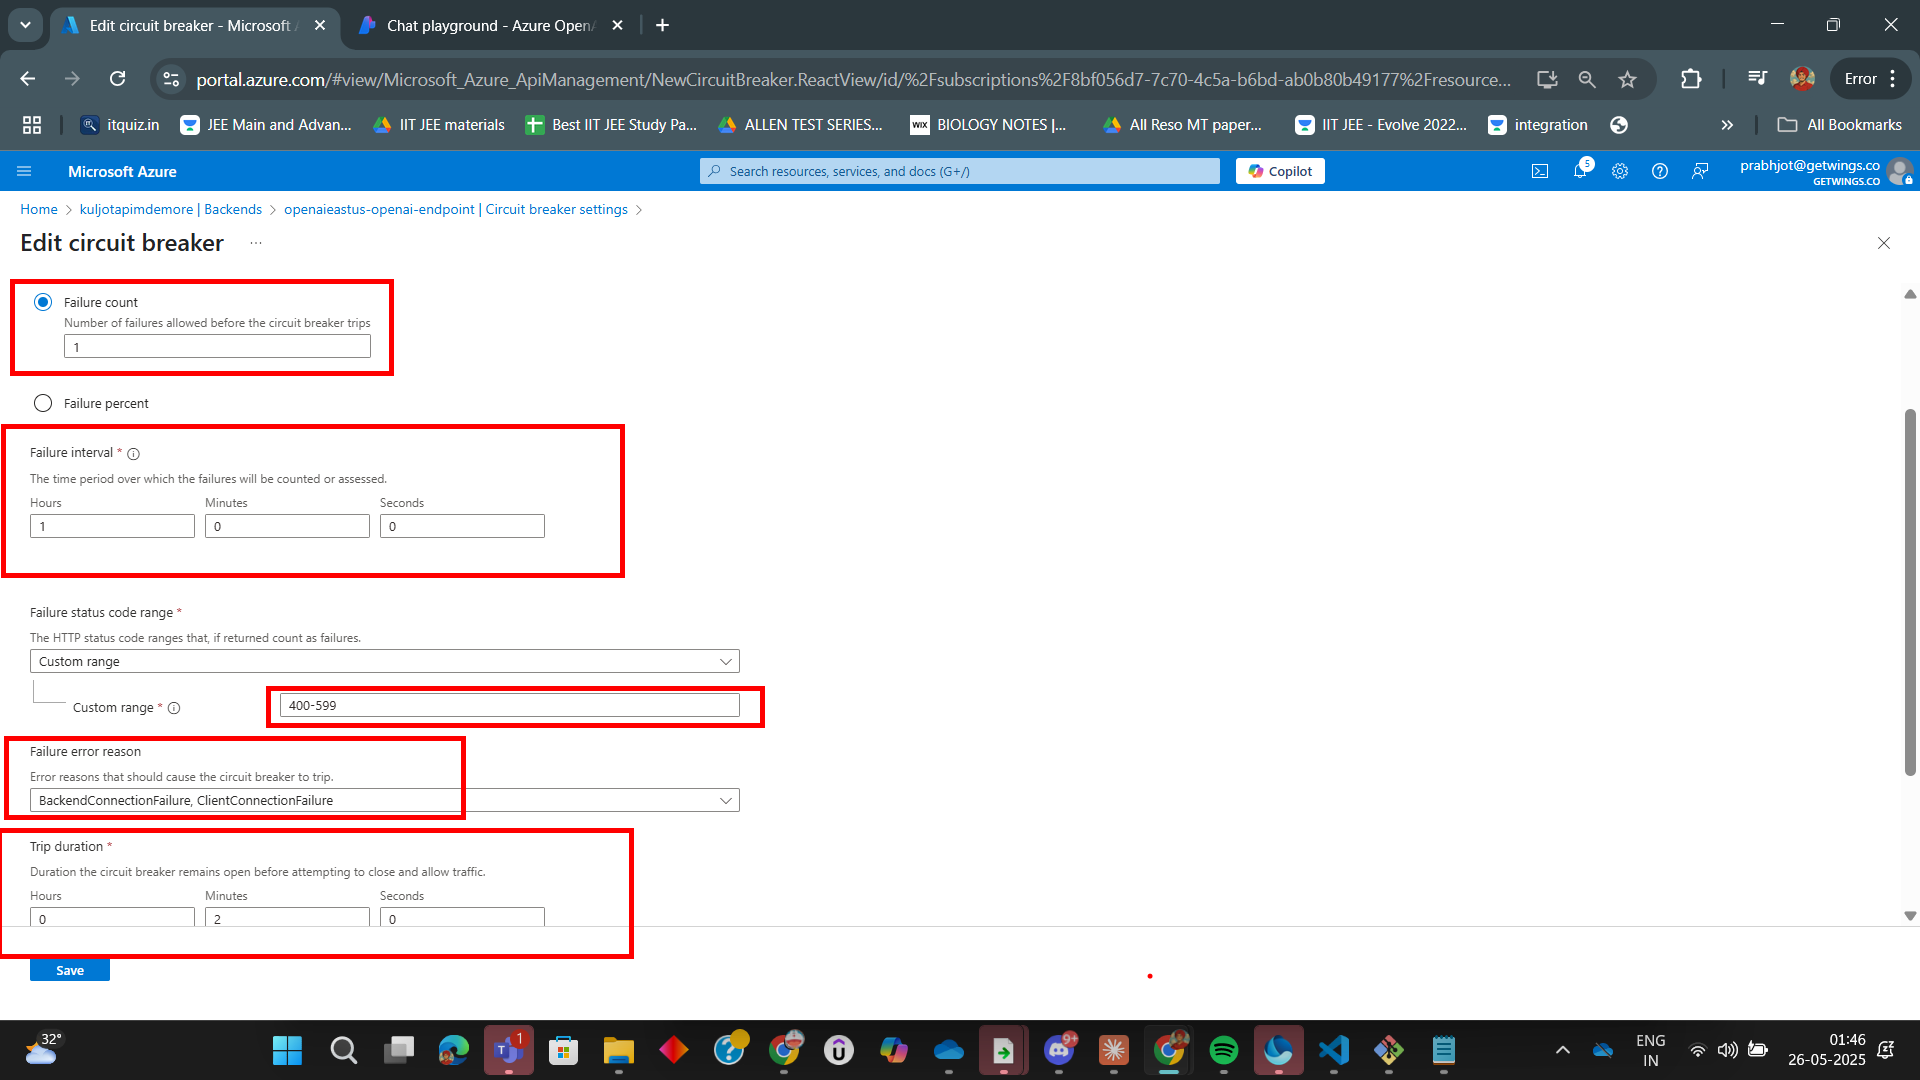 Edit circuit breaker - Microsoft A
Chat playground - Azure OpenA
portal.azure.com/#view/Microsoft_Azure_ApiManagement/NewCircuitBreaker.ReactView/id/%2Fsubscriptions%2F8bf056d7-7c70-4c5a-b6bd-ab0b80b49177%2Fresource...
Error
itquiz.in
JEE Main and Advan...
IIT JEE materials
Best IIT JEE Study Pa...
ALLEN TEST SERIES...
WIX
BIOLOGY NOTES |...
All Reso MT paper...
IIT JEE - Evolve 2022...
integration
All Bookmarks
Microsoft Azure
Search resources, services, and docs (G+/)
Copilot
5
prabhjot@getwings.co
GETWINGS.CO
Home > kuljotapimdemore | Backends > openaieastus-openai-endpoint | Circuit breaker settings >
Edit circuit breaker ...
Failure count
Number of failures allowed before the circuit breaker trips
1
Failure percent
Failure interval *
The time period over which the failures will be counted or assessed.
Hours Minutes Seconds
1 0 0
Failure status code range *
The HTTP status code ranges that, if returned count as failures.
Custom range
Custom range * 400-599
Failure error reason
Error reasons that should cause the circuit breaker to trip.
BackendConnectionFailure, ClientConnectionFailure
Trip duration *
Duration the circuit breaker remains open before attempting to close and allow traffic.
Hours Minutes Seconds
0 2 0
Save
32°
1
9+
ENG
IN
01:46
26-05-2025